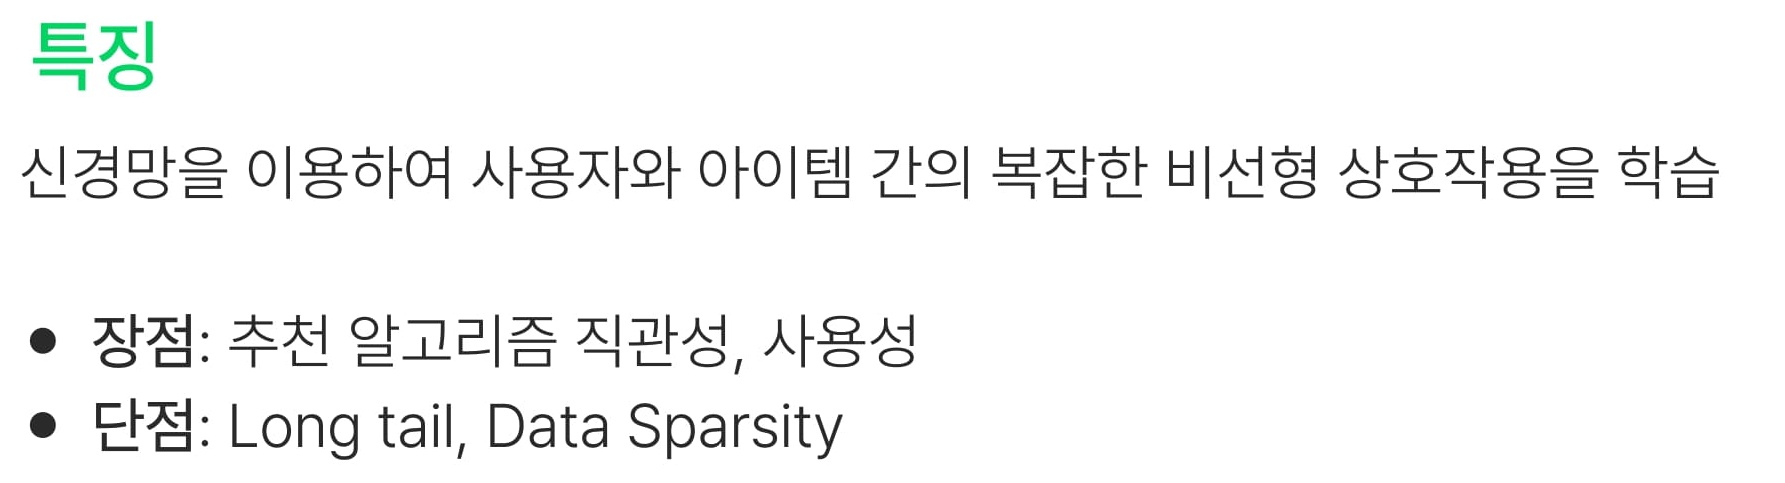 특징
신경망을 이용하여 사용자와 아이템 간의 복잡한 비선형 상호작용을 학습
● 장점: 추천 알고리즘 직관성, 사용성
● 단점: Long tail, Data Sparsity